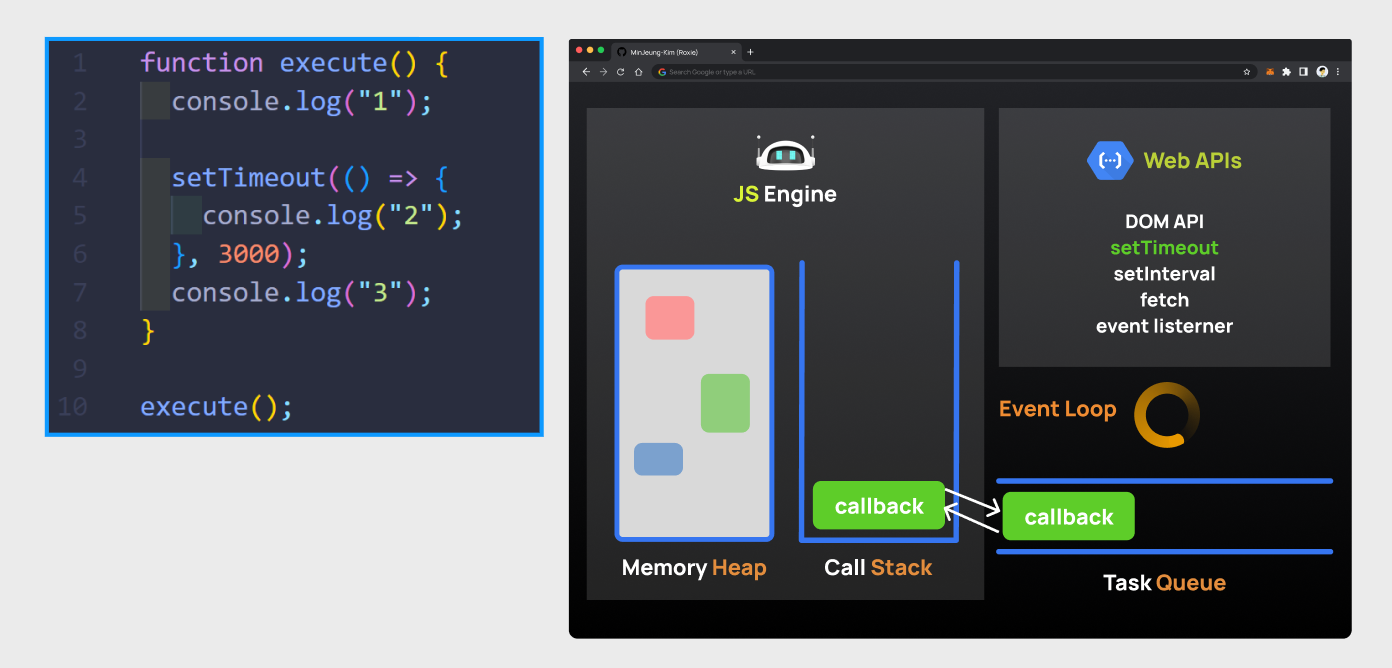 1 function execute() {
2 console.log("1");
3
4 setTimeout(() => {
5 console.log("2");
6 }, 3000);
7 console.log("3");
8 }
9
10 execute();
MinJeung-Kim (Roxie)
Search Google or type a URL
JS Engine
Memory Heap
callback
Call Stack
Web APIs
DOM API
setTimeout
setInterval
fetch
event listerner
Event Loop
callback
Task Queue